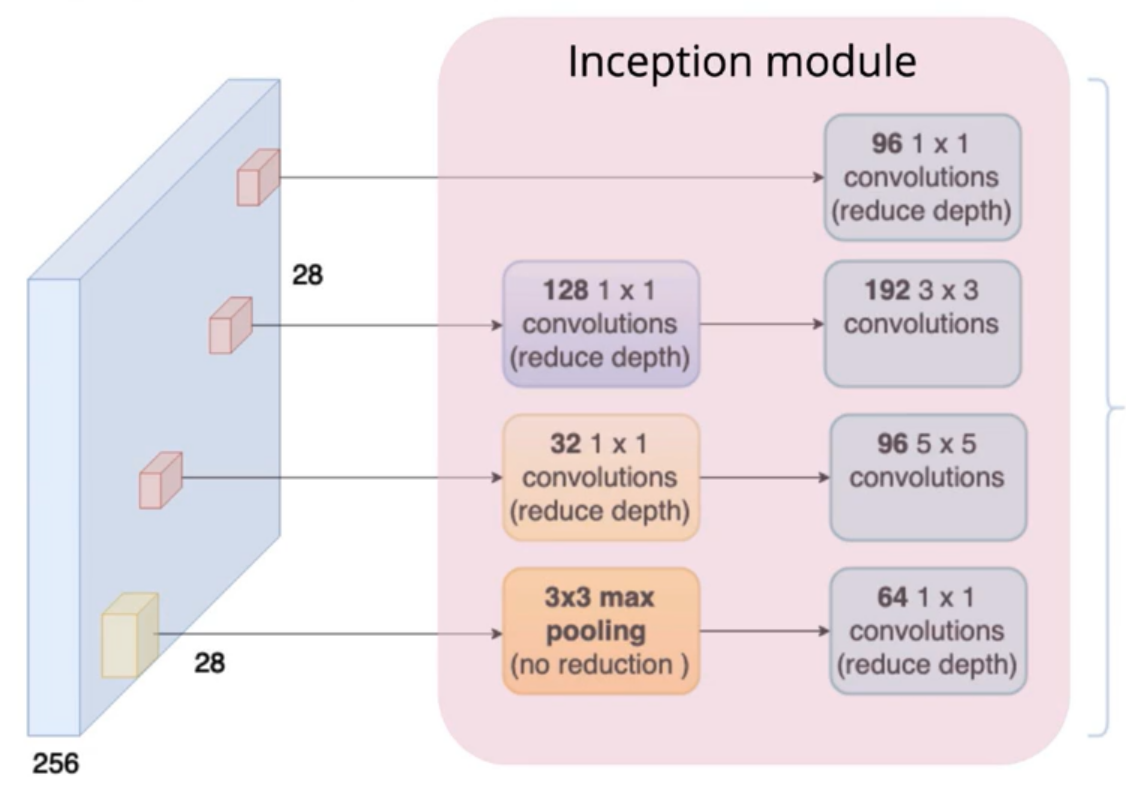 Inception module
96 1 x 1
convolutions
(reduce depth)
28
128 1 x 1
convolutions
(reduce depth)
192 3 x 3
convolutions
32 1 x 1
convolutions
(reduce depth)
96 5 x 5
convolutions
3x3 max
pooling
(no reduction )
64 1 x 1
convolutions
(reduce depth)
28
256